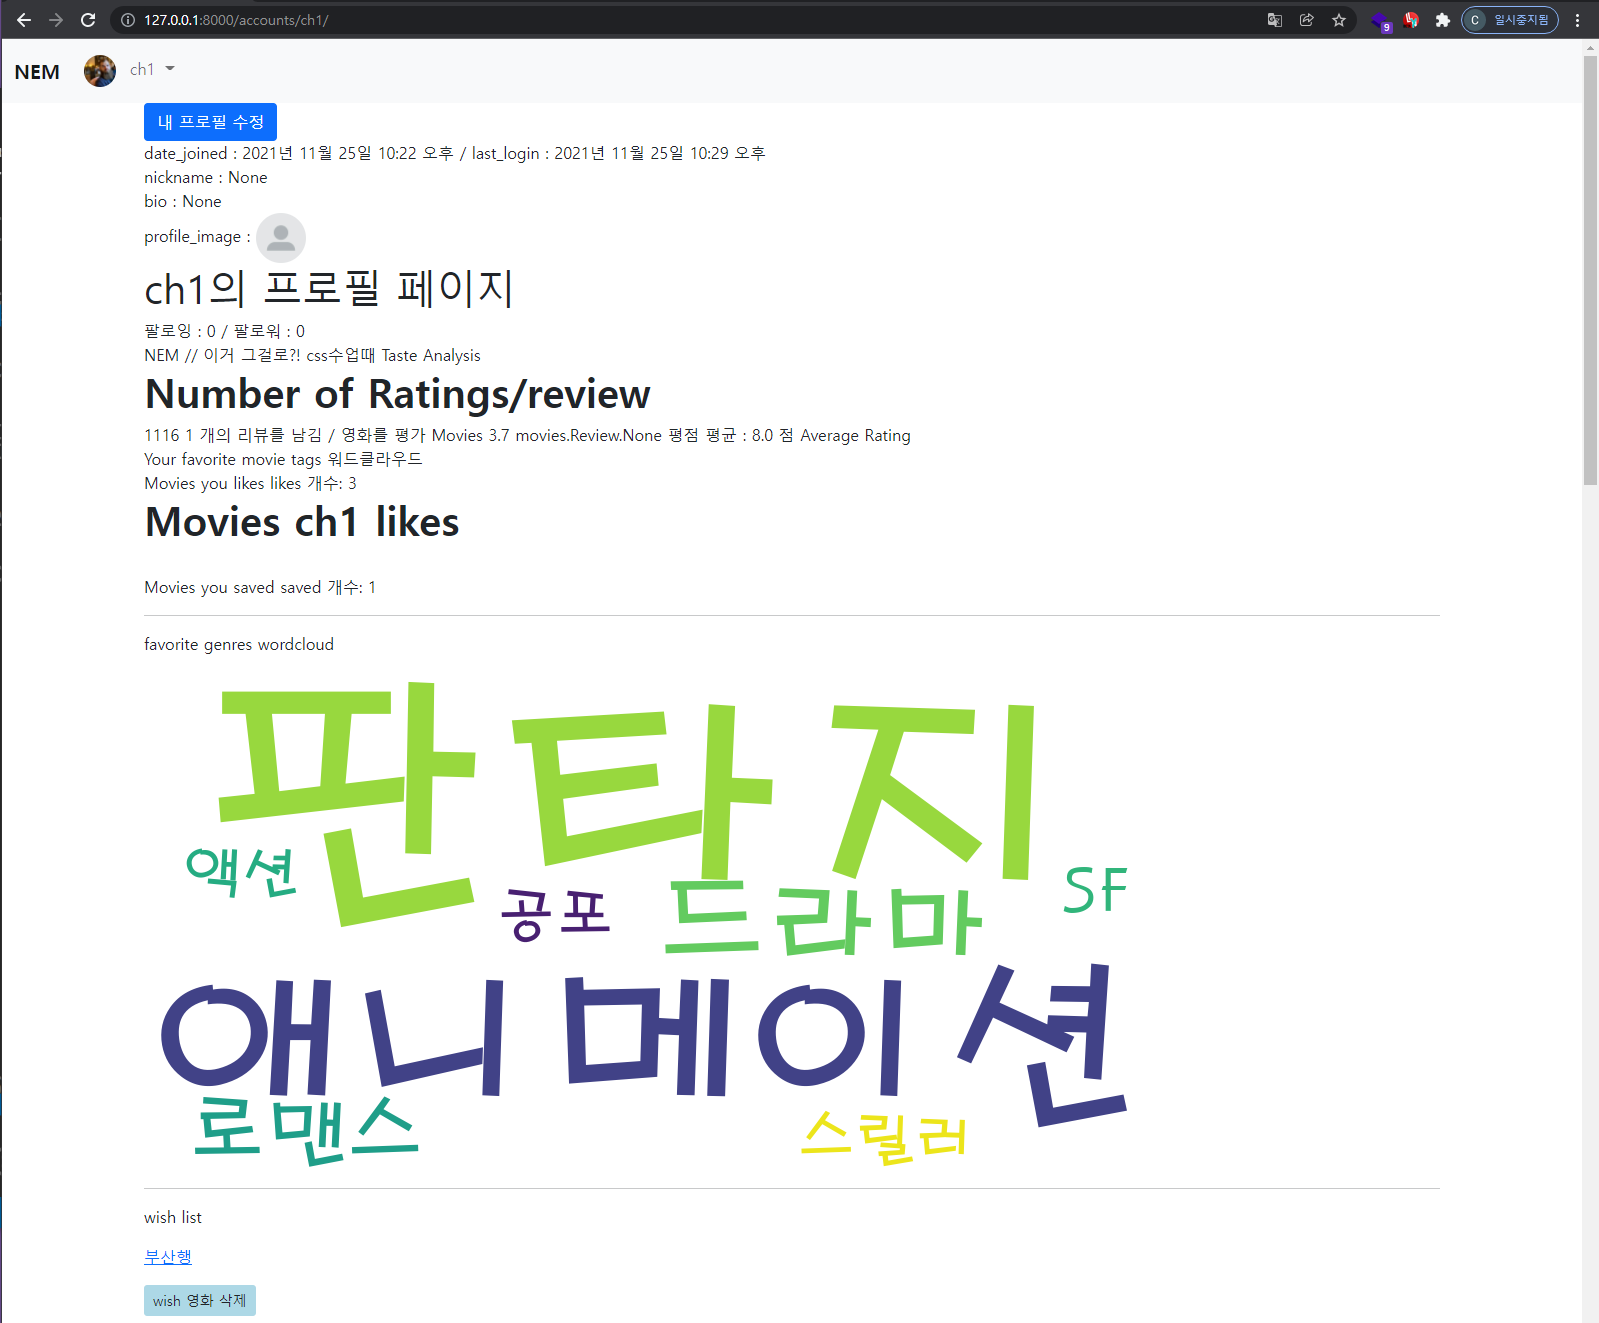 127.0.0.1:8000/accounts/ch1/
9
C 일시중지됨
NEM ch1
내 프로필 수정
date_joined : 2021년 11월 25일 10:22 오후 / last_login : 2021년 11월 25일 10:29 오후
nickname : None
bio : None
profile_image :
ch1의 프로필 페이지
팔로잉 : 0 / 팔로워 : 0
NEM // 이거 그걸로?! css수업때 Taste Analysis
Number of Ratings/review
1116 1 개의 리뷰를 남김 / 영화를 평가 Movies 3.7 movies.Review.None 평점 평균 : 8.0 점 Average Rating
Your favorite movie tags 워드클라우드
Movies you likes likes 개수: 3
Movies ch1 likes
Movies you saved saved 개수: 1
favorite genres wordcloud
판타지
액션
공포
드라마
SF
애니메이션
로맨스
스릴러
wish list
부산행
wish 영화 삭제